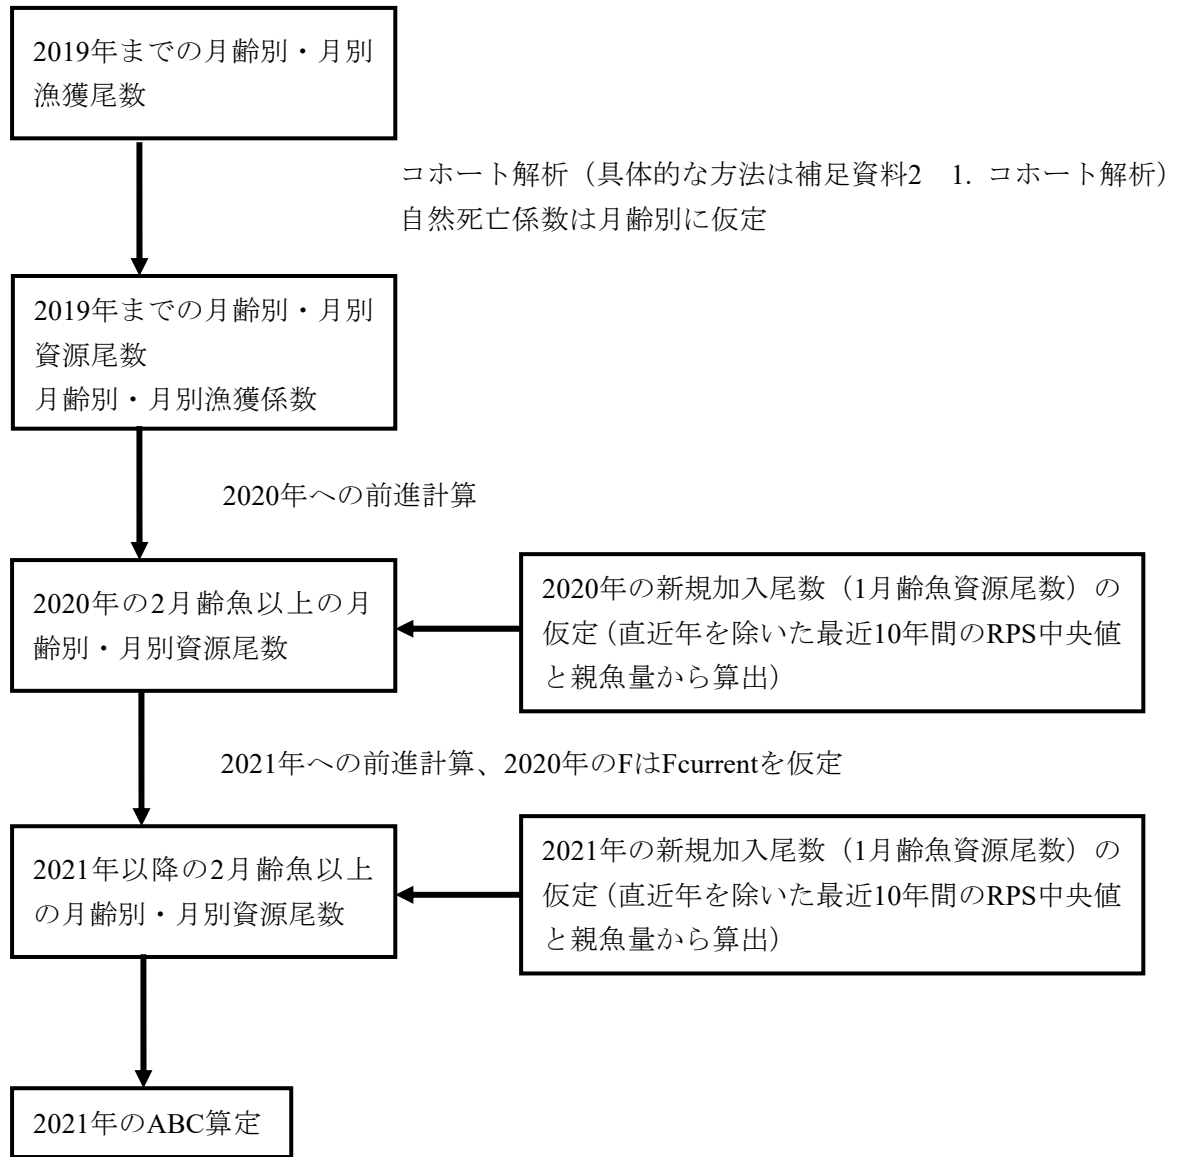 2019年までの月齢別・月別
漁獲尾数
コホート解析（具体的な方法は補足資料2　1. コホート解析）
自然死亡係数は月齢別に仮定
2019年までの月齢別・月別
資源尾数
月齢別・月別漁獲係数
2020年への前進計算
2020年の2月齢魚以上の月
齢別・月別資源尾数
2020年の新規加入尾数（1月齢魚資源尾数）の
仮定（直近年を除いた最近10年間のRPS中央値
と親魚量から算出）
2021年への前進計算、2020年のFはFcurrentを仮定
2021年以降の2月齢魚以上
の月齢別・月別資源尾数
2021年の新規加入尾数（1月齢魚資源尾数）の
仮定（直近年を除いた最近10年間のRPS中央値
と親魚量から算出）
2021年のABC算定